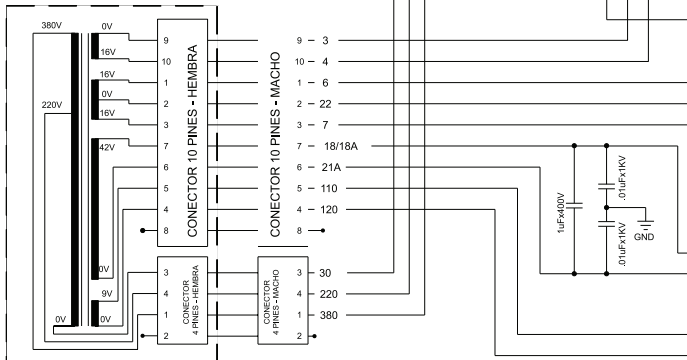 380V
0V
16V
16V
0V
16V
220V
42V
0V
9V
0V
0V
9
10
1
2
3
7
6
5
4
8
CONECTOR 10 PINES - HEMBRA
CONECTOR 10 PINES - MACHO
9 3
10 4
1 6
2 22
3 7
7 18/18A
6 21A
5 110
4 120
8
3
4
1
2
CONECTOR
4 PINES -HEMBRA
CONECTOR
4 PINES -MACHO
3 30
4 220
1 380
2
1uFx400V
.01uFx1KV
.01uFx1KV
GND